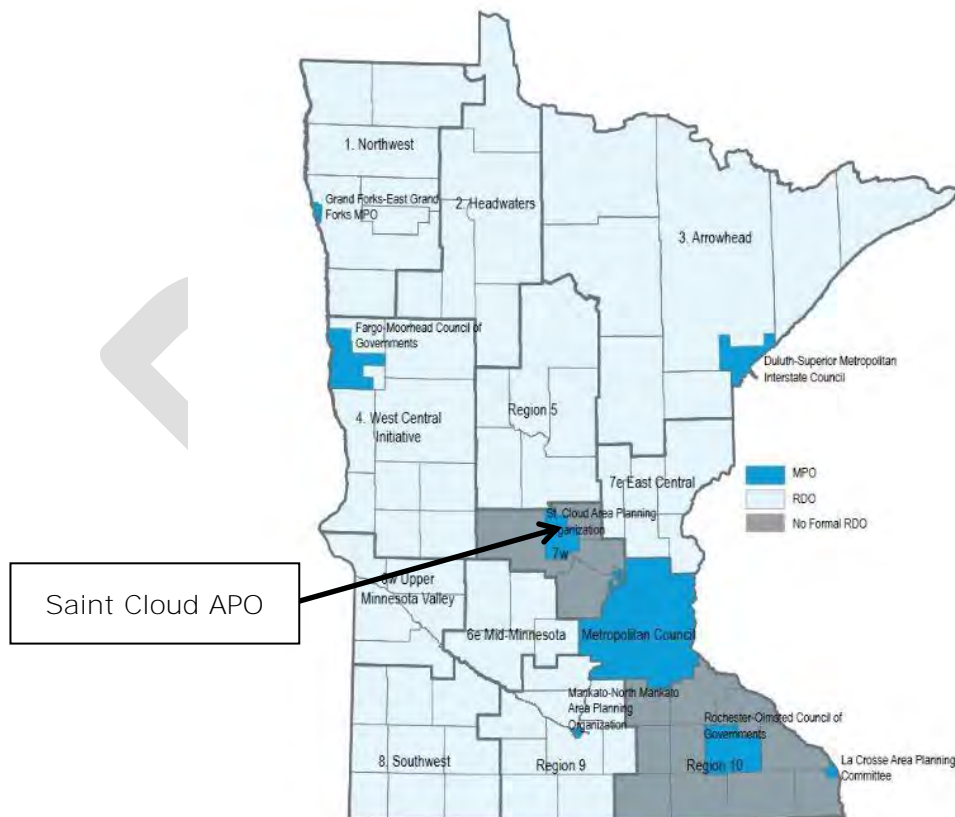 1. Northwest
Grand Forks-East Grand
Forks MPO
2. Headwaters
3. Arrowhead
Fargo-Moorhead Council of
Governments
Duluth-Superior Metropolitan
Interstate Council
Region 5
4. West Central
Initiative
7e East Central
MPO
RDO
No Formal RDO
St. Cloud Area Planning
Organization
7w
Saint Cloud APO
6w Upper
Minnesota Valley
6e Mid-Minnesota
Metropolitan Council
Mankato-North Mankato
Area Planning
Organization
Rochester-Olmsted Council of
Governments
8. Southwest
Region 9
Region 10
La Crosse Area Planning
Committee